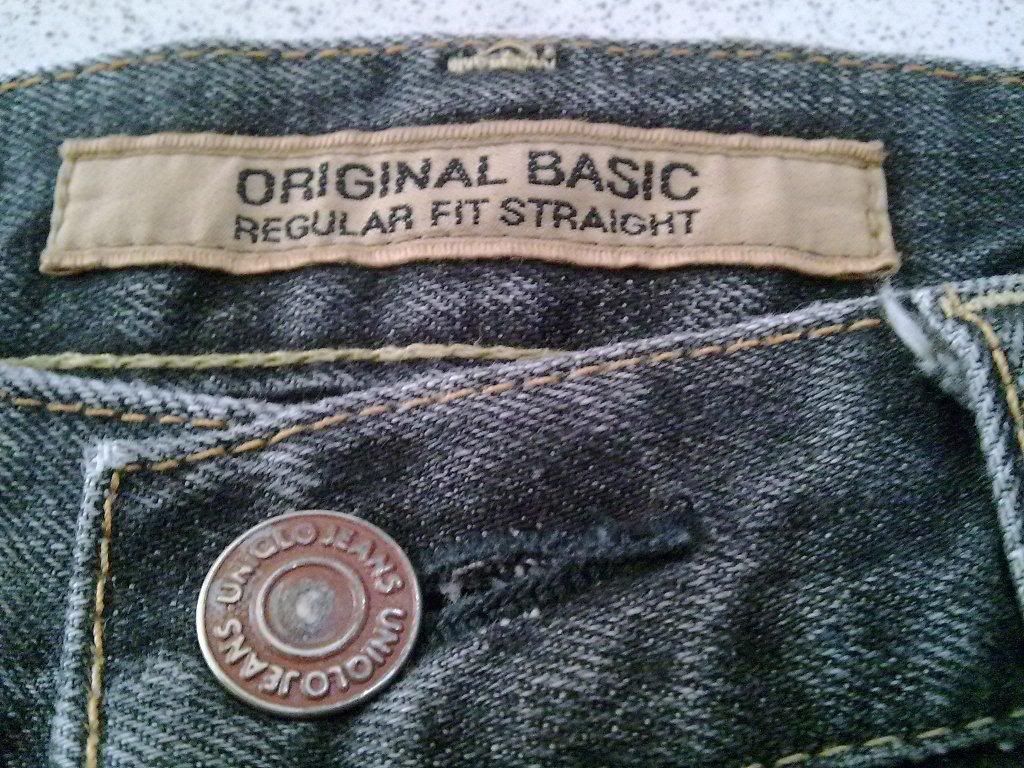 ORIGINAL BASIC
REGULAR FIT STRAIGHT
UNIQLO JEANS UNIQLO JEANS